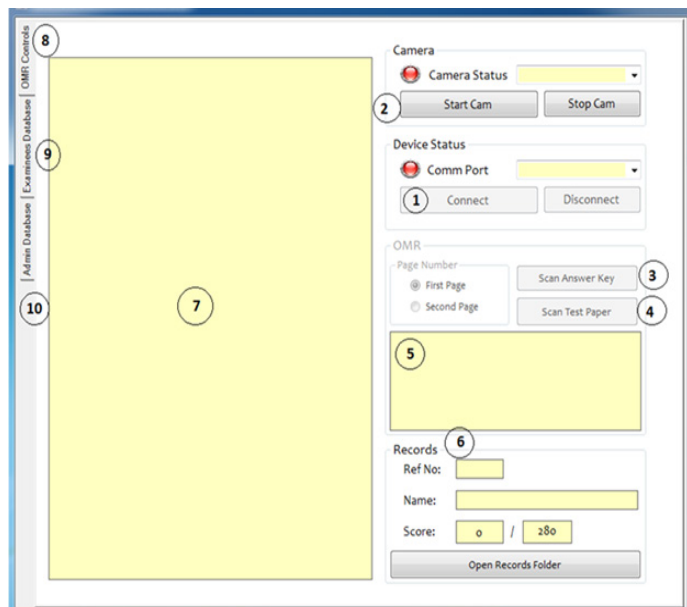 8
OMR Controls
9
Examinees Database
10
Admin Database
7
Camera
Camera Status
2
Start Cam
Stop Cam
Device Status
Comm Port
1
Connect
Disconnect
OMR
Page Number
First Page
Second Page
Scan Answer Key
3
Scan Test Paper
4
5
6
Records
Ref No:
Name:
Score:
0 / 280
Open Records Folder